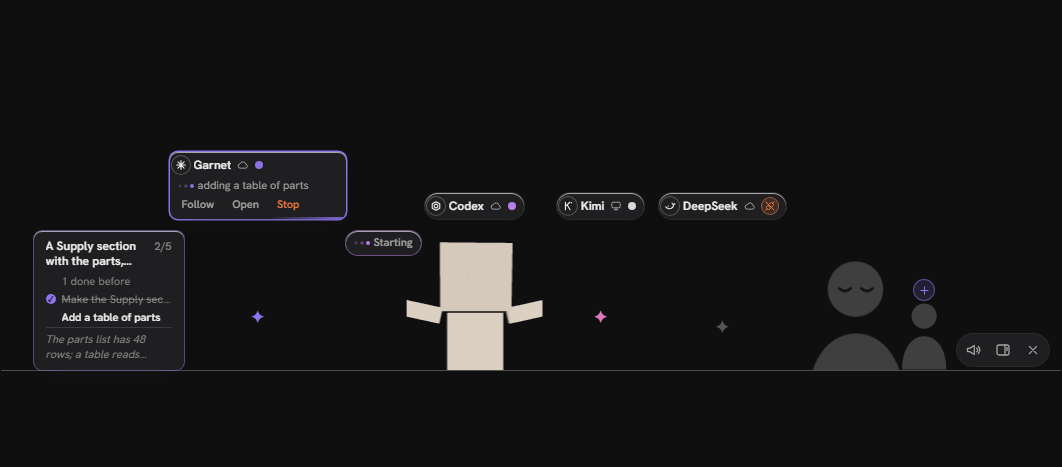 Garnet
adding a table of parts
Follow Open Stop
Codex
Kimi
DeepSeek
Starting
A Supply section 2/5
with the parts,...
1 done before
Make the Supply sec...
Add a table of parts
The parts list has 48
rows; a table reads...